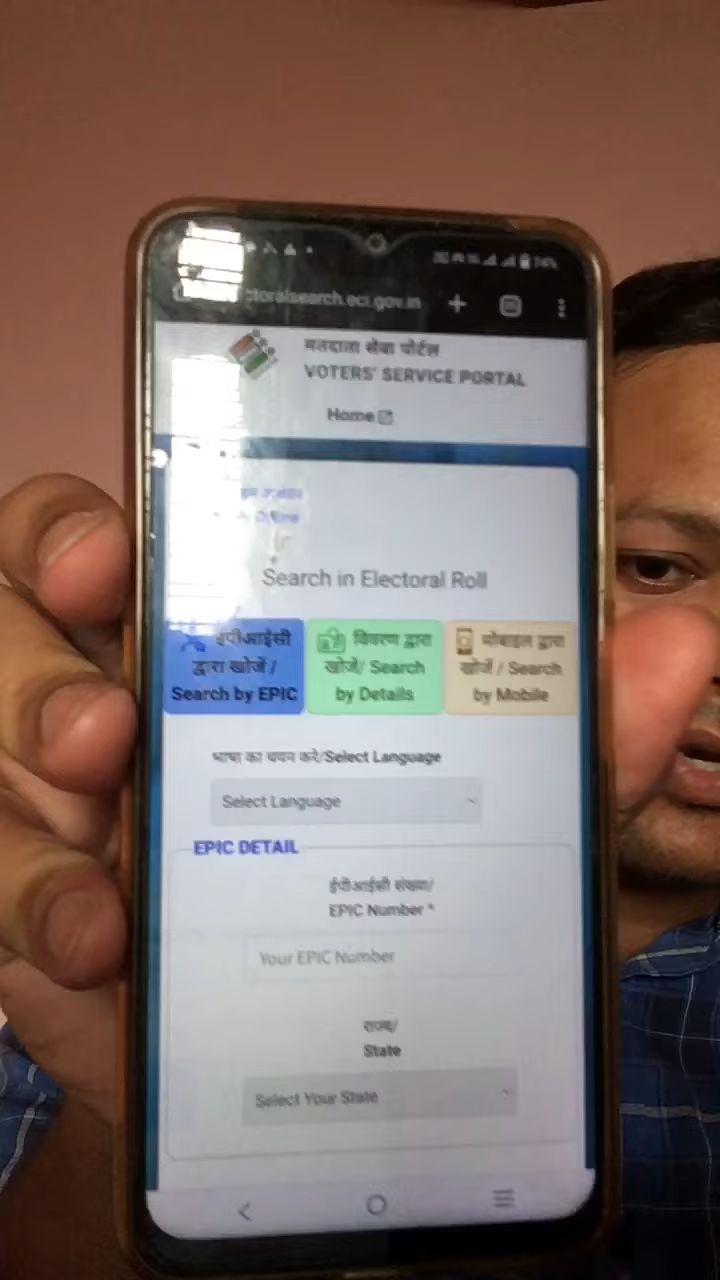 ctoralsearch.eci.gov.in
मतदाता सेवा पोर्टल
VOTERS' SERVICE PORTAL
Home
Search in Electoral Roll
ईपीआईसी
द्वारा खोजें /
Search by EPIC
विवरण द्वारा
खोजें/ Search
by Details
मोबाइल द्वारा
खोजें / Search
by Mobile
भाषा का चयन करें/Select Language
Select Language
EPIC DETAIL
ईपीआईसी संख्या/
EPIC Number *
Your EPIC Number
राज्य/
State
Select Your State